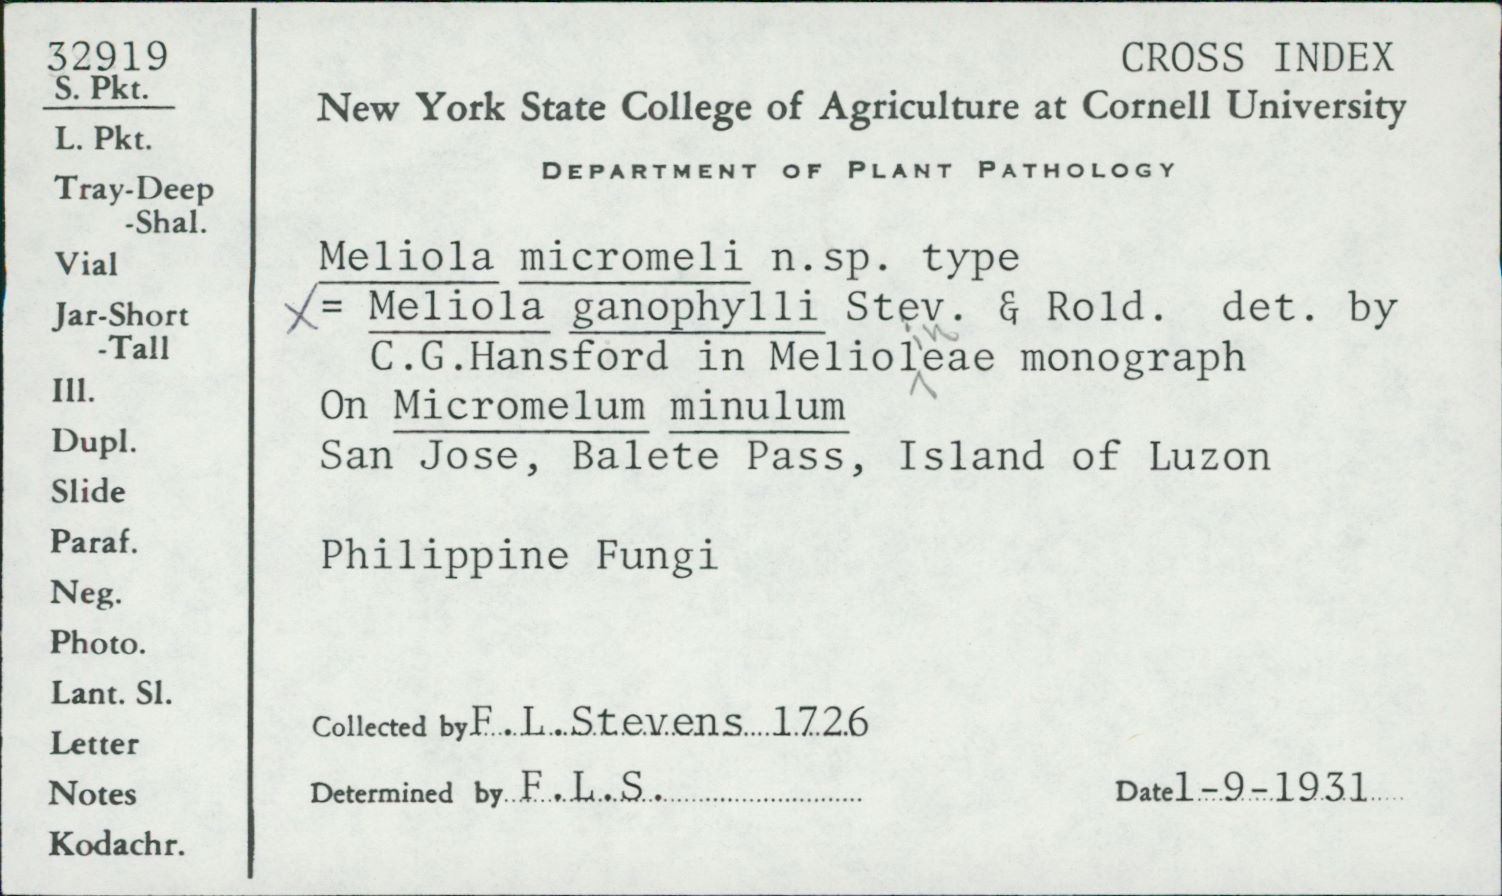 32919
S. Pkt.
L. Pkt.
Tray-Deep
-Shal.
Vial
Jar-Short
-Tall
Ill.
Dupl.
Slide
Paraf.
Neg.
Photo.
Lant. Sl.
Letter
Notes
Kodachr.
CROSS INDEX
New York State College of Agriculture at Cornell University
DEPARTMENT OF PLANT PATHOLOGY
Meliola micromeli n.sp. type
X = Meliola ganophylli Stev. & Rold. det. by
in
C.G.Hansford in Melioleae monograph
On Micromelum minulum
San Jose, Balete Pass, Island of Luzon
Philippine Fungi
Collected by F.L.Stevens 1726
Determined by F.L.S. Date 1-9-1931